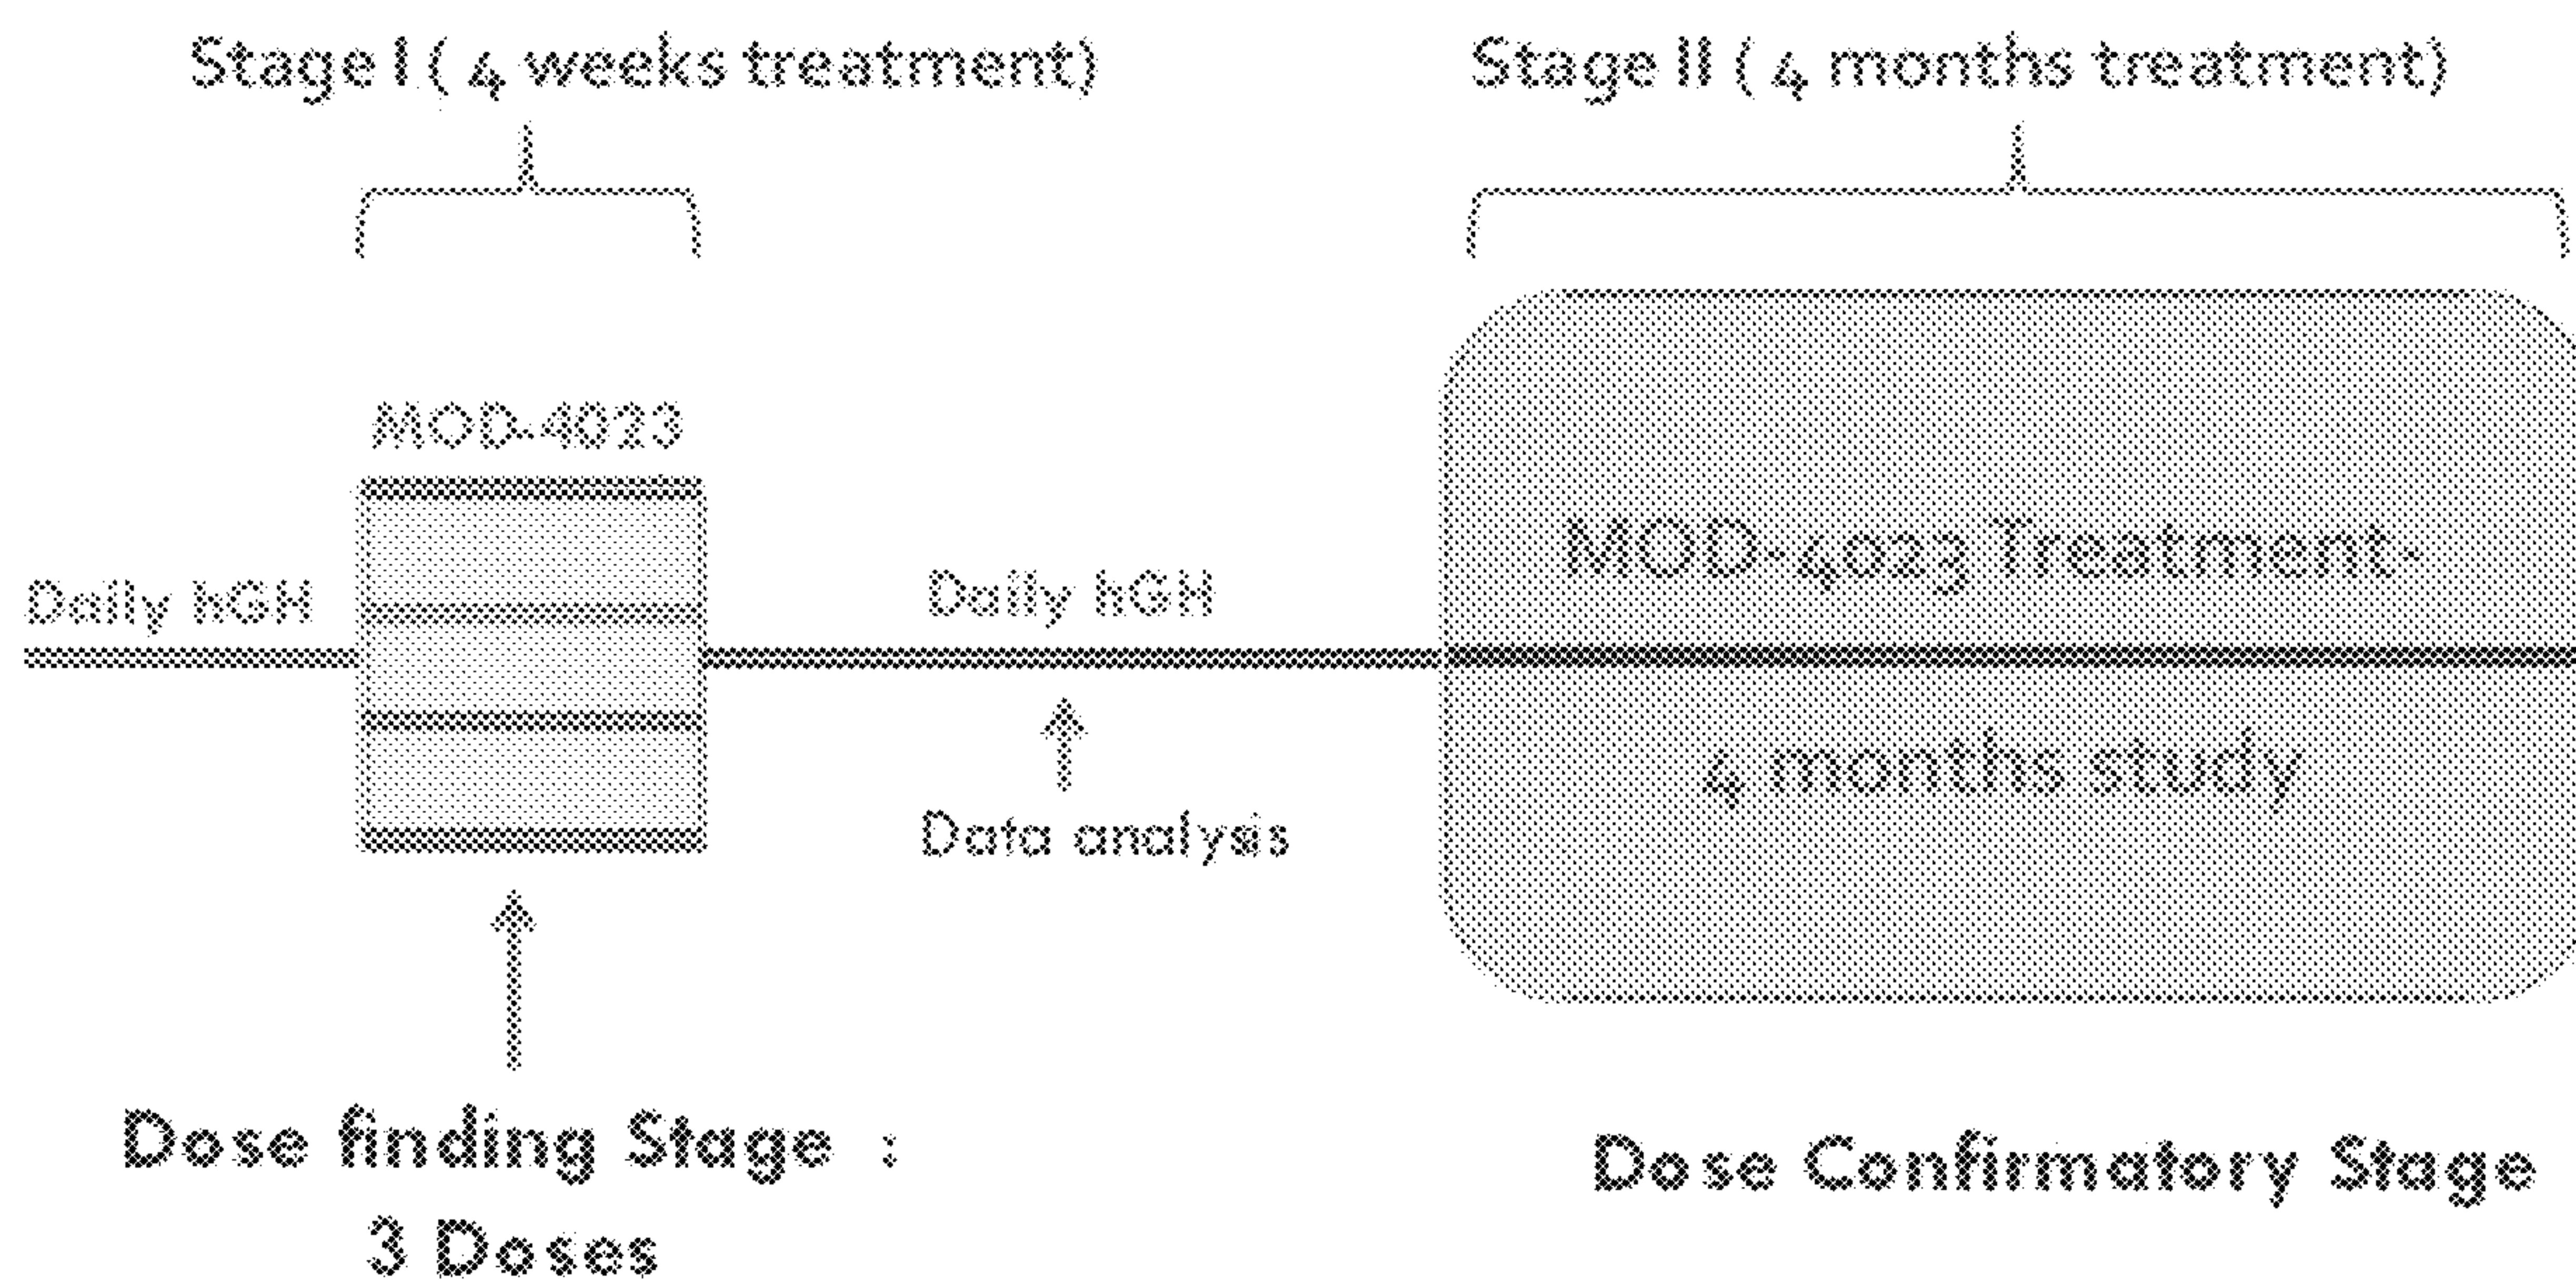 Stage I ( 4 weeks treatment)
Stage II ( 4 months treatment)
MOD-4023
Daily hGH
Daily hGH
MOD-4023 Treatment-
4 months study
Data analysis
Dose finding Stage :
3 Doses
Dose Confirmatory Stage